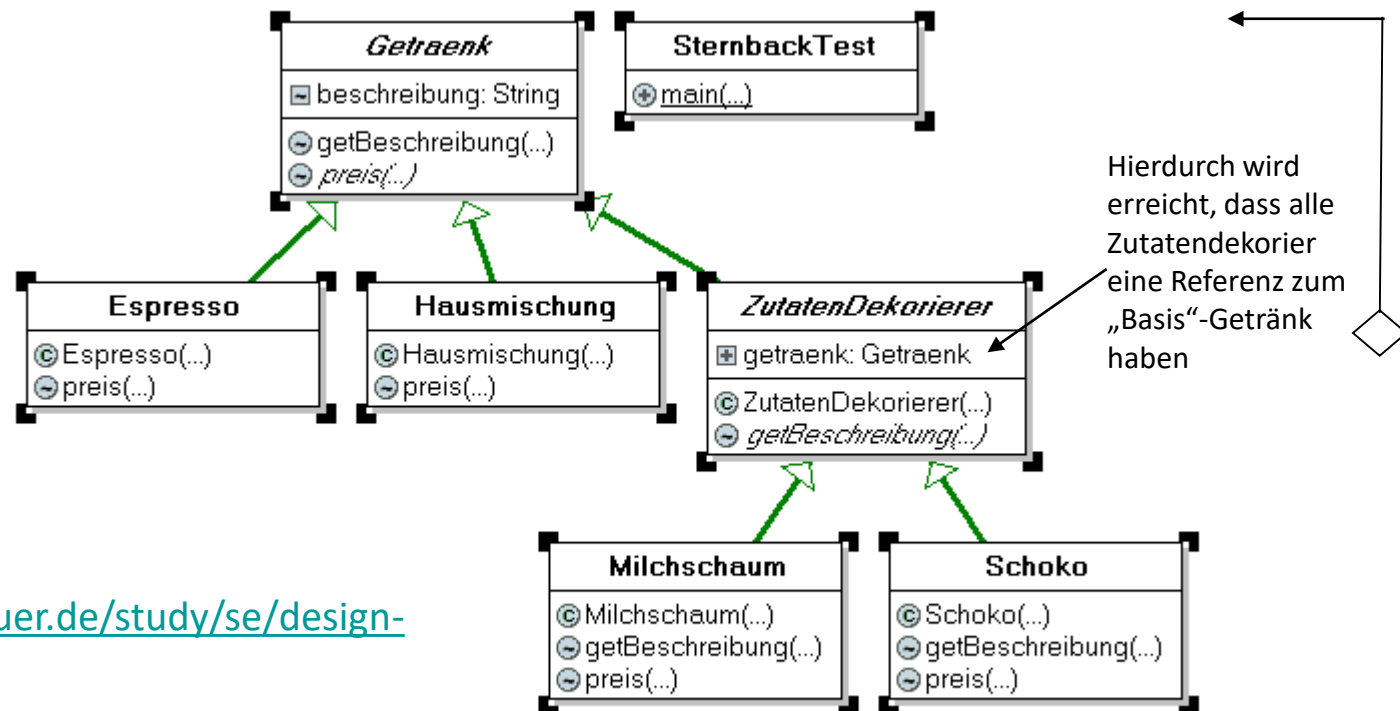 Getraenk
beschreibung: String
getBeschreibung(...)
preis(...)
SternbackTest
main(...)
Hierdurch wird
erreicht, dass alle
Zutatendekorier
eine Referenz zum
„Basis“-Getränk
haben
Espresso
Espresso(...)
preis(...)
Hausmischung
Hausmischung(...)
preis(...)
ZutatenDekorierer
getraenk: Getraenk
ZutatenDekorierer(...)
getBeschreibung(...)
Milchschaum
Milchschaum(...)
getBeschreibung(...)
preis(...)
Schoko
Schoko(...)
getBeschreibung(...)
preis(...)
uer.de/study/se/design-